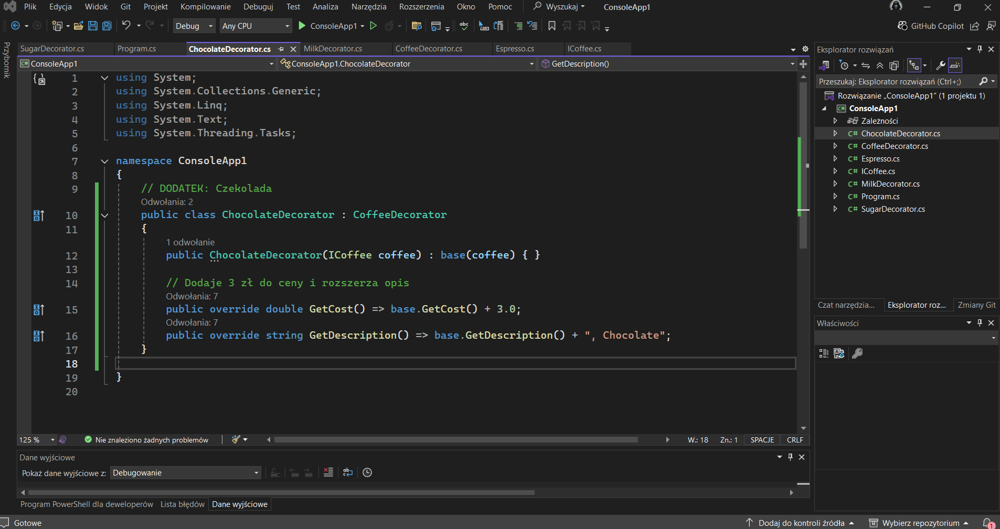 Plik Edycja Widok Git Projekt Kompilowanie Debuguj Test Analiza Narzędzia Rozszerzenia Okno Pomoc Wyszukaj ConsoleApp1
Debug Any CPU ConsoleApp1 GitHub Copilot
Przybornik
SugarDecorator.cs Program.cs ChocolateDecorator.cs MilkDecorator.cs CoffeeDecorator.cs Espresso.cs ICoffee.cs
ConsoleApp1 ConsoleApp1.ChocolateDecorator GetDescription()
1 using System;
2 using System.Collections.Generic;
3 using System.Linq;
4 using System.Text;
5 using System.Threading.Tasks;
6
7 namespace ConsoleApp1
8 {
9 // DODATEK: Czekolada
Odwołania: 2
10 public class ChocolateDecorator : CoffeeDecorator
11 {
1 odwołanie
12 public ChocolateDecorator(ICoffee coffee) : base(coffee) { }
13
14 // Dodaje 3 zł do ceny i rozszerza opis
Odwołania: 7
15 public override double GetCost() => base.GetCost() + 3.0;
Odwołania: 7
16 public override string GetDescription() => base.GetDescription() + ", Chocolate";
17 }
18
19 }
20
125 % Nie znaleziono żadnych problemów W.: 18 Zn.: 1 SPACJE CRLF
Dane wyjściowe
Pokaż dane wyjściowe z: Debugowanie
Program PowerShell dla deweloperów Lista błędów Dane wyjściowe
Eksplorator rozwiązań
Przeszukaj: Eksplorator rozwiązań (Ctrl+;)
Rozwiązanie „ConsoleApp1” (1 projektu 1)
ConsoleApp1
Zależności
C# ChocolateDecorator.cs
C# CoffeeDecorator.cs
C# Espresso.cs
C# ICoffee.cs
C# MilkDecorator.cs
C# Program.cs
C# SugarDecorator.cs
Czat narzędzia... Eksplorator roz... Zmiany Git
Właściwości
Gotowe Dodaj do kontroli źródła Wybierz repozytorium 1